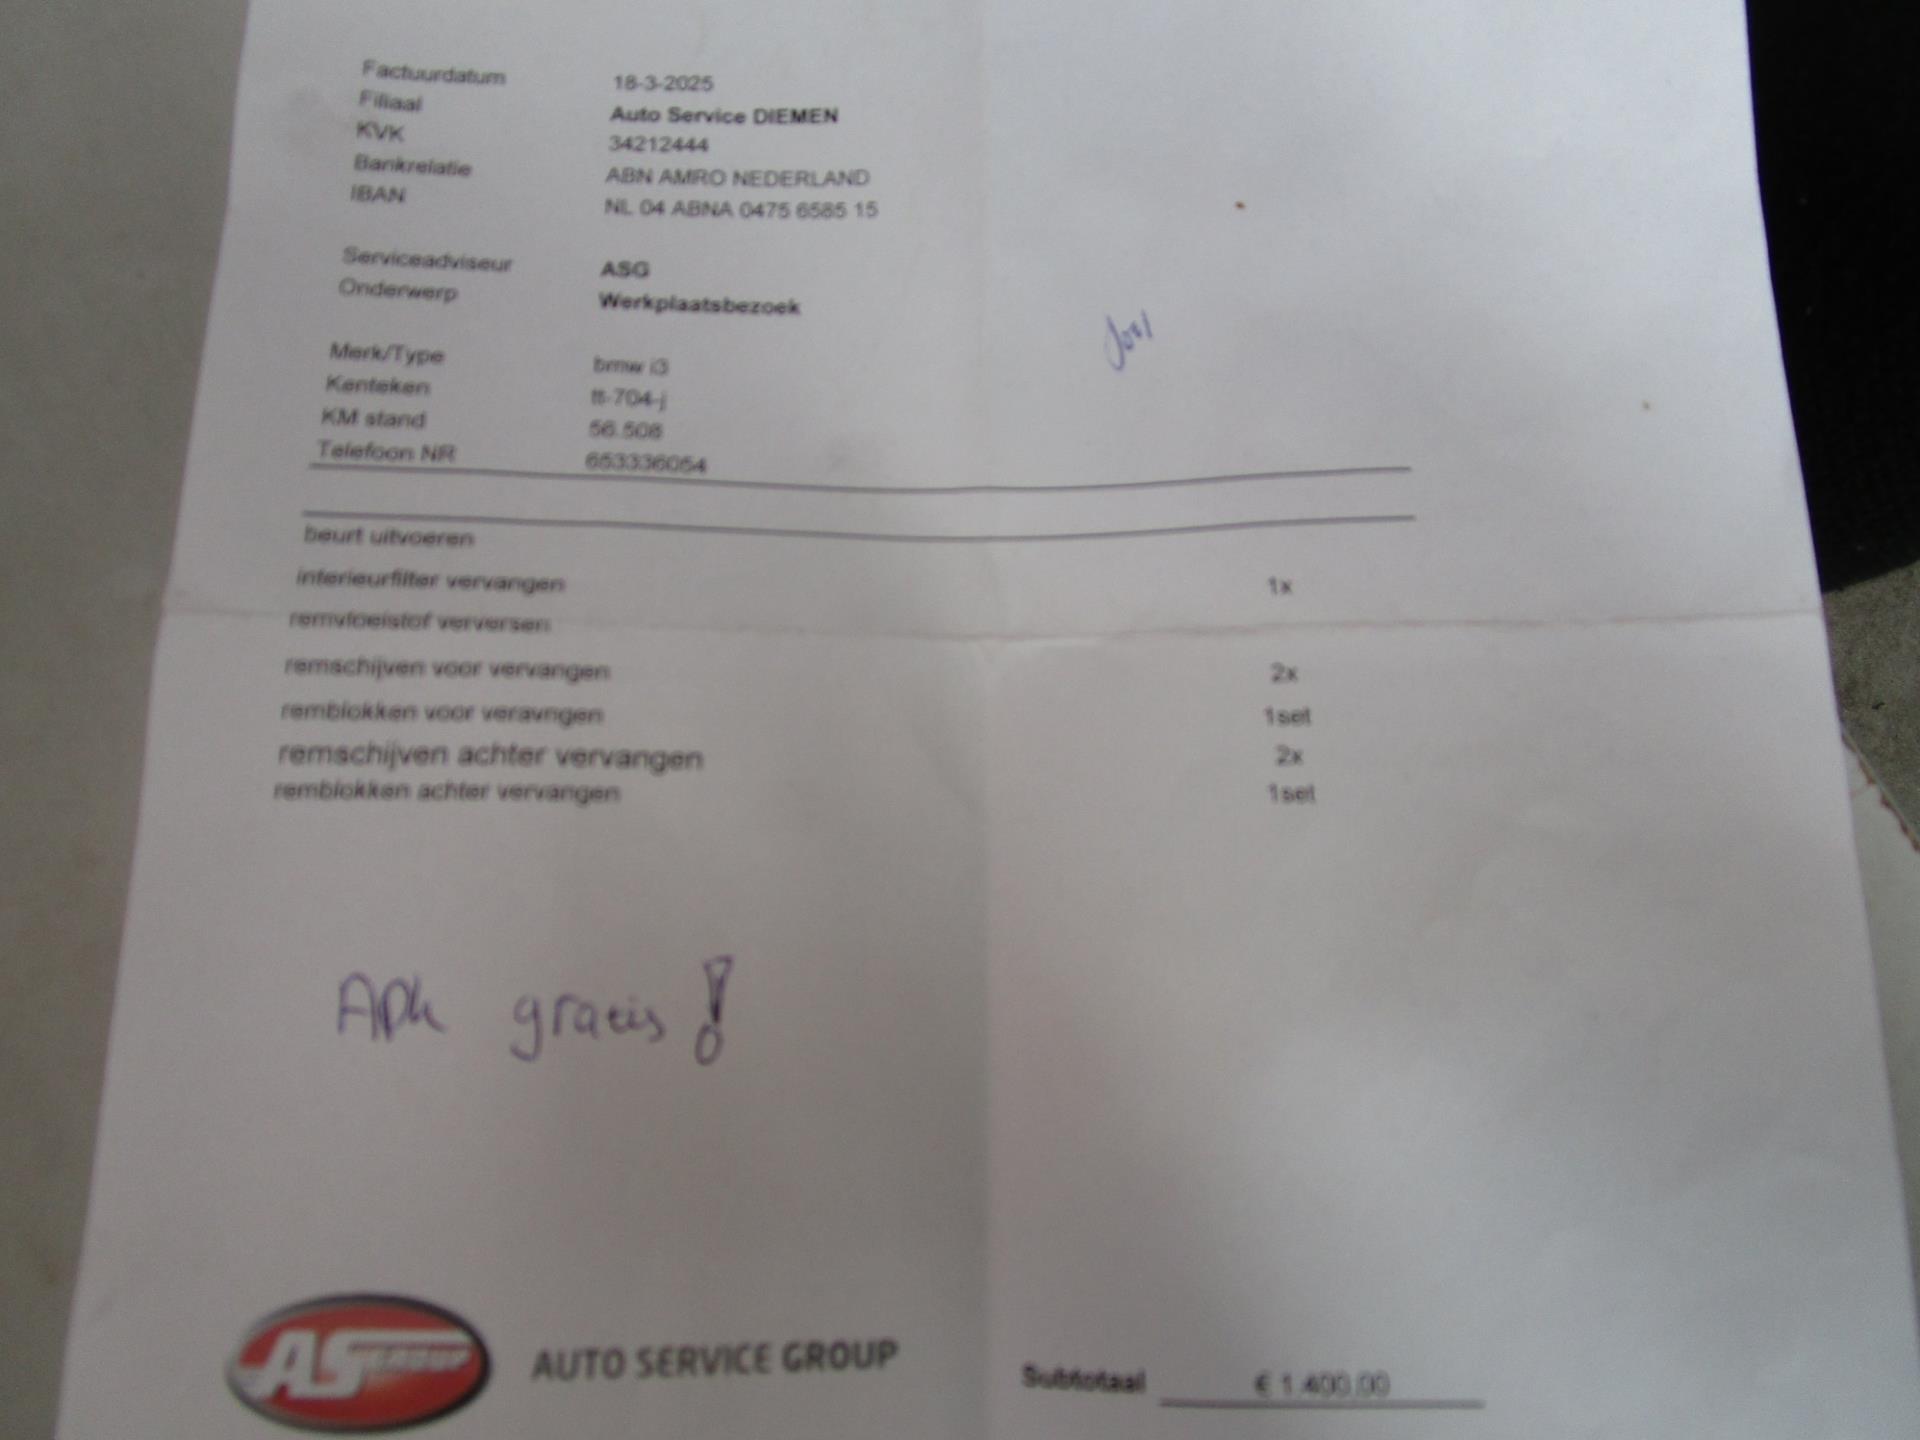 Factuurdatum 18-3-2025
Filiaal Auto Service DIEMEN
KVK 34212444
Bankrelatie ABN AMRO NEDERLAND
IBAN NL 04 ABNA 0475 6585 15
Serviceadviseur ASG
Onderwerp Werkplaatsbezoek
Merk/Type bmw i3
Kenteken tt-704-j
KM stand 56.508
Telefoon NR 653336054
beurt uitvoeren
interieurfilter vervangen 1x
remvloeistof verversen
remschijven voor vervangen 2x
remblokken voor veravngen 1set
remschijven achter vervangen 2x
remblokken achter vervangen 1set
APk gratis!
AS GROUP AUTO SERVICE GROUP
Subtotaal € 1.400.00